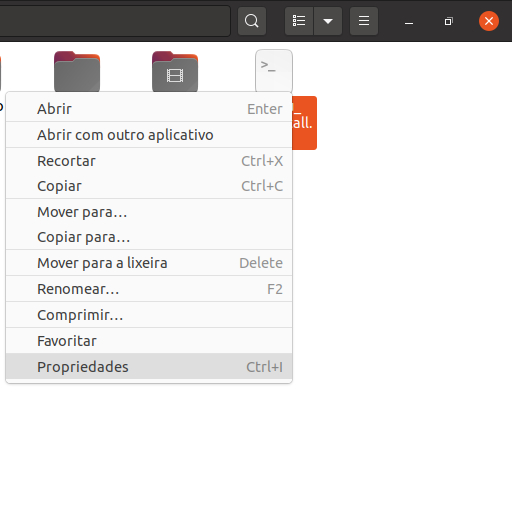 >_
all.
Abrir Enter
Abrir com outro aplicativo
Recortar Ctrl+X
Copiar Ctrl+C
Mover para...
Copiar para...
Mover para a lixeira Delete
Renomear... F2
Comprimir...
Favoritar
Propriedades Ctrl+I